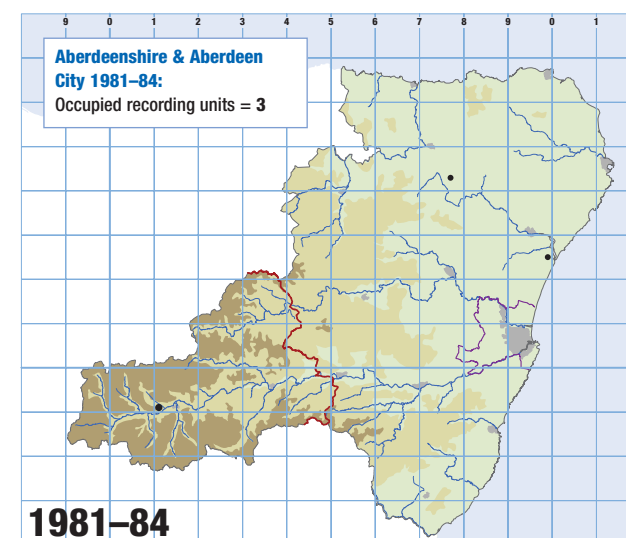 9 0 1 2 3 4 5 6 7 8 9 0 1
Aberdeenshire & Aberdeen
City 1981–84:
Occupied recording units = 3
1981–84